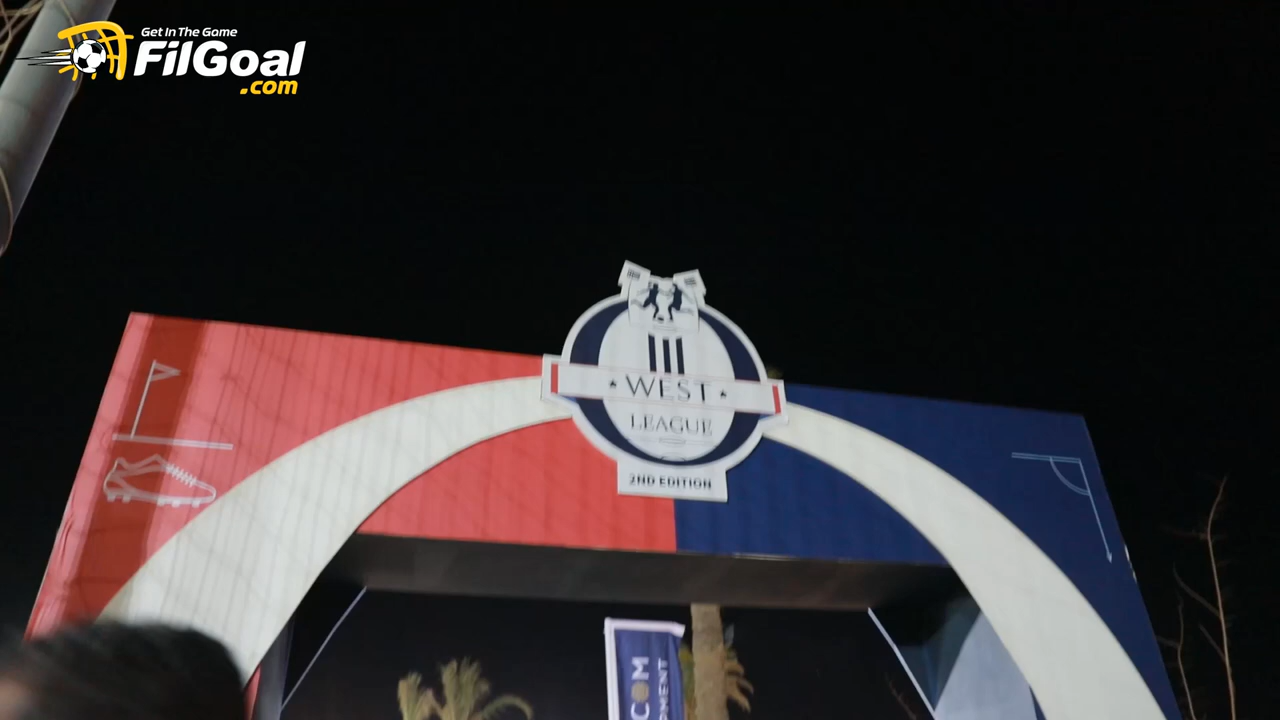 Get In The Game
FilGoal
.com
WEST
LEAGUE
2ND EDITION